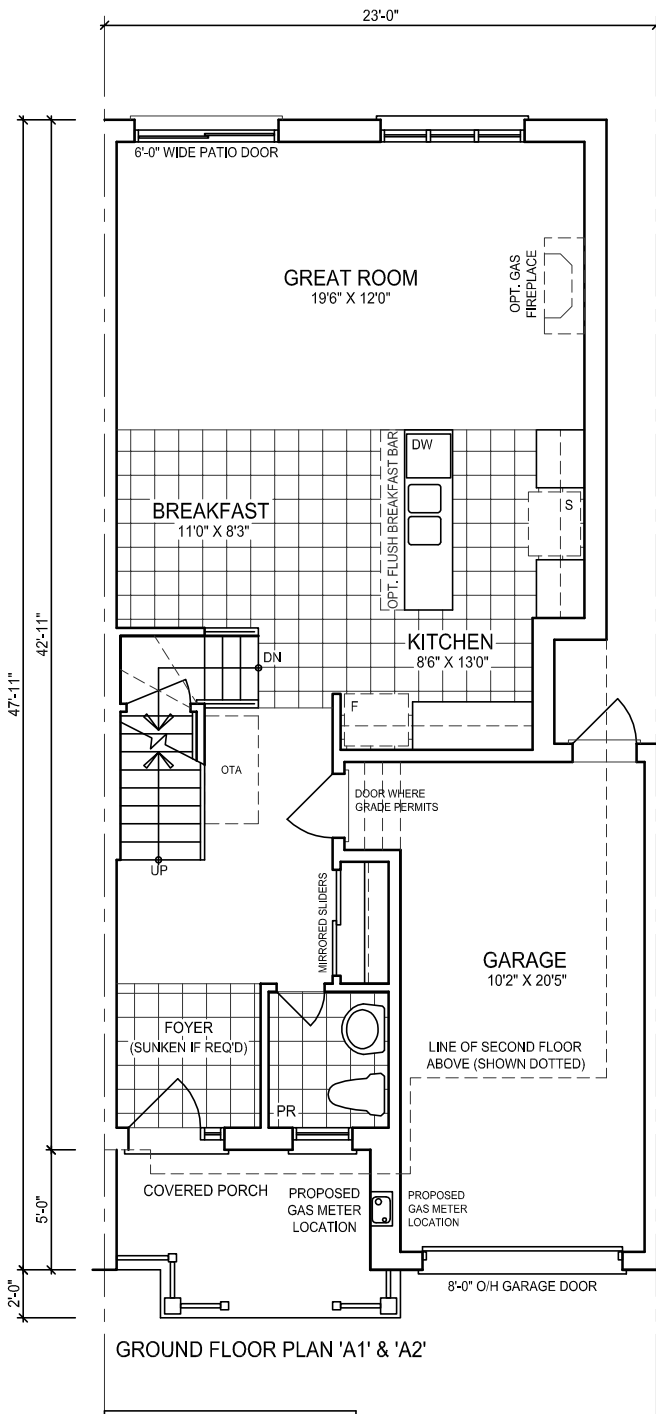 23'-0"
6'-0" WIDE PATIO DOOR
GREAT ROOM
19'6" X 12'0"
OPT. GAS
FIREPLACE
47'-11"
42'-11"
BREAKFAST
11'0" X 8'3"
OPT. FLUSH BREAKFAST BAR
DW
S
KITCHEN
8'6" X 13'0"
DN
F
OTA
DOOR WHERE
GRADE PERMITS
UP
MIRRORED SLIDERS
GARAGE
10'2" X 20'5"
FOYER
(SUNKEN IF REQ'D)
LINE OF SECOND FLOOR
ABOVE (SHOWN DOTTED)
PR
5'-0"
COVERED PORCH
PROPOSED
GAS METER
LOCATION
PROPOSED
GAS METER
LOCATION
2'-0"
8'-0" O/H GARAGE DOOR
GROUND FLOOR PLAN 'A1' & 'A2'